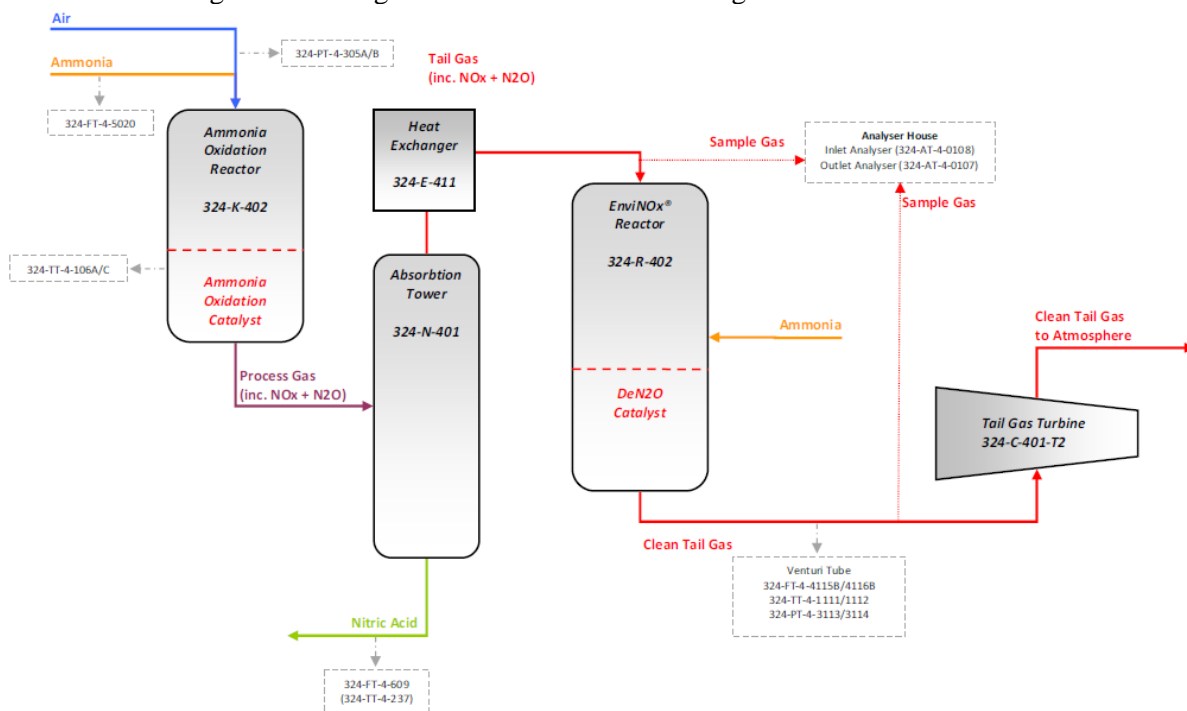 Air
324-PT-4-305A/B
Ammonia
324-FT-4-5020
Ammonia
Oxidation
Reactor
324-K-402
324-TT-4-106A/C
Ammonia
Oxidation
Catalyst
Process Gas
(inc. NOx + N2O)
Tail Gas
(inc. NOx + N2O)
Heat
Exchanger
324-E-411
Absorbtion
Tower
324-N-401
Nitric Acid
324-FT-4-609
(324-TT-4-237)
Sample Gas
Analyser House
Inlet Analyser (324-AT-4-0108)
Outlet Analyser (324-AT-4-0107)
Sample Gas
EnviNOx®
Reactor
324-R-402
Ammonia
DeN2O
Catalyst
Clean Tail Gas
Venturi Tube
324-FT-4-4115B/4116B
324-TT-4-1111/1112
324-PT-4-3113/3114
Clean Tail Gas
to Atmosphere
Tail Gas Turbine
324-C-401-T2